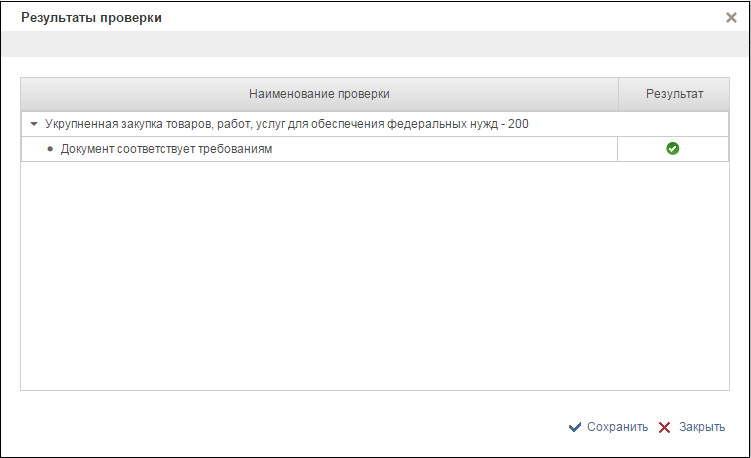 Результаты проверки
Наименование проверки Результат
Укрупненная закупка товаров, работ, услуг для обеспечения федеральных нужд - 200
Документ соответствует требованиям
Сохранить Закрыть